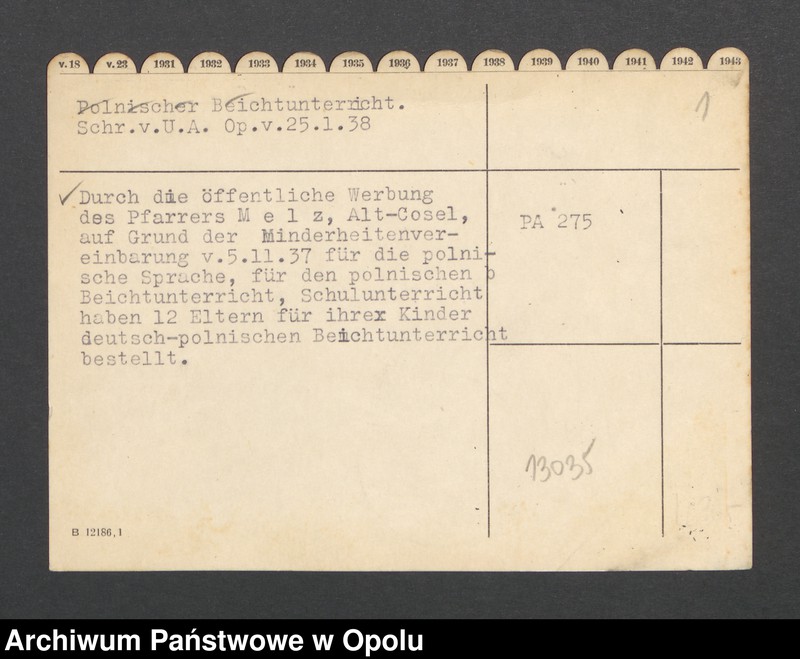 v.18 v.23 1931 1932 1933 1934 1935 1936 1937 1938 1939 1940 1941 1942 1943
Polnischer Beichtunterricht.
Schr.v.U.A. Op.v.25.1.38
1
Durch die öffentliche Werbung
des Pfarrers M e l z, Alt-Cosel,
auf Grund der Minderheitenver-
einbarung v.5.11.37 für die polni-
sche Sprache, für den polnischen b
Beichtunterricht, Schulunterricht
haben 12 Eltern für ihrex Kinder
deutsch-polnischen Beichtunterricht
bestellt.
PA 275
13035
B 12186,1
Archiwum Państwowe w Opolu